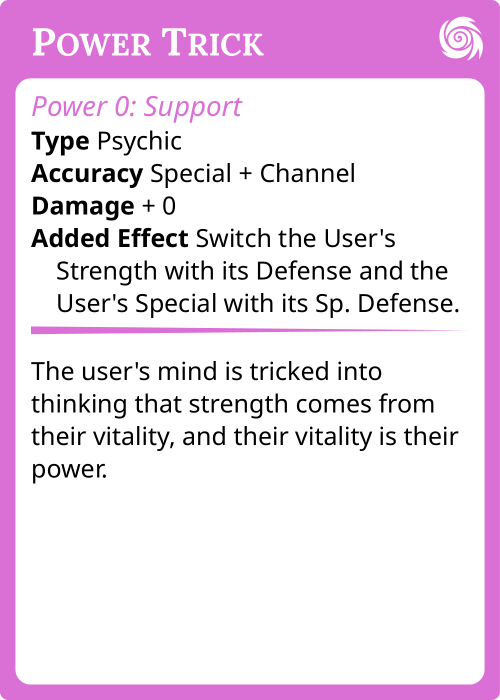 Power Trick
Power 0: Support
Type Psychic
Accuracy Special + Channel
Damage + 0
Added Effect Switch the User's
Strength with its Defense and the
User's Special with its Sp. Defense.
The user's mind is tricked into
thinking that strength comes from
their vitality, and their vitality is their
power.